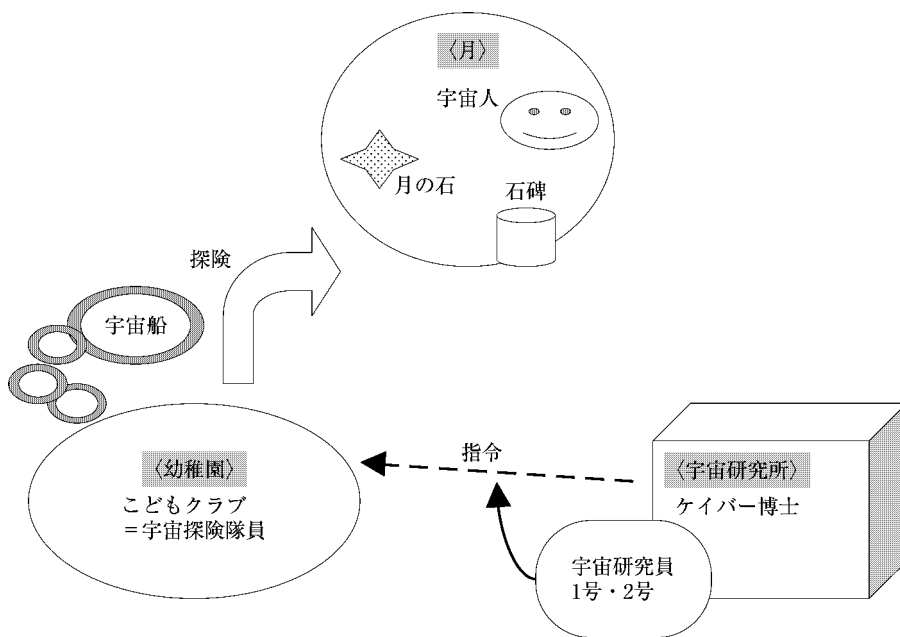 〈月〉
宇宙人
月の石
石碑
探険
宇宙船
〈幼稚園〉
こどもクラブ
＝宇宙探険隊員
指令
〈宇宙研究所〉
ケイバー博士
宇宙研究員
1号・2号